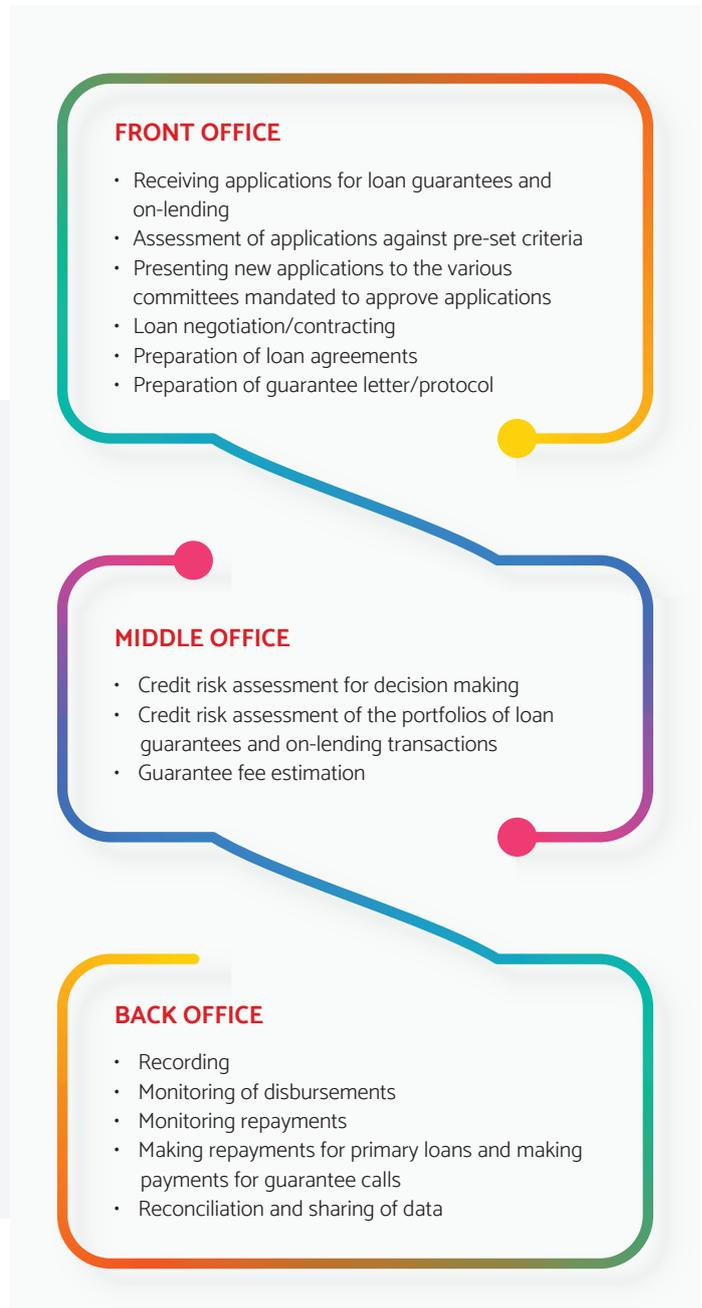 FRONT OFFICE
• Receiving applications for loan guarantees and
on-lending
• Assessment of applications against pre-set criteria
• Presenting new applications to the various
committees mandated to approve applications
• Loan negotiation/contracting
• Preparation of loan agreements
• Preparation of guarantee letter/protocol
MIDDLE OFFICE
• Credit risk assessment for decision making
• Credit risk assessment of the portfolios of loan
guarantees and on-lending transactions
• Guarantee fee estimation
BACK OFFICE
• Recording
• Monitoring of disbursements
• Monitoring repayments
• Making repayments for primary loans and making
payments for guarantee calls
• Reconciliation and sharing of data